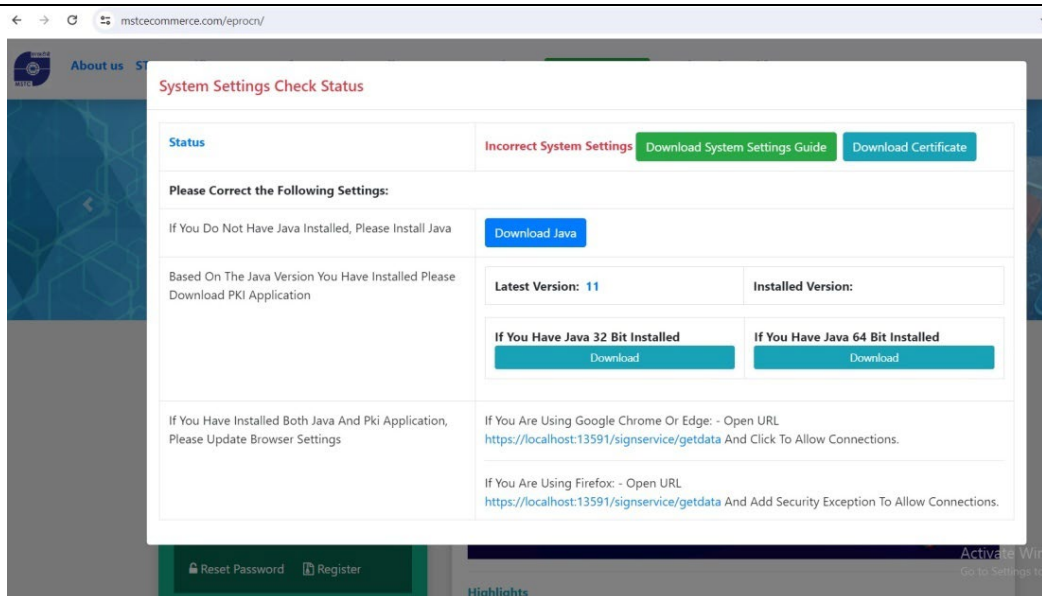 mstcecommerce.com/eprocn/
About us
System Settings Check Status
Status
Incorrect System Settings Download System Settings Guide Download Certificate
Please Correct the Following Settings:
If You Do Not Have Java Installed, Please Install Java
Download Java
Based On The Java Version You Have Installed Please
Download PKI Application
Latest Version: 11
Installed Version:
If You Have Java 32 Bit Installed
Download
If You Have Java 64 Bit Installed
Download
If You Have Installed Both Java And Pki Application,
Please Update Browser Settings
If You Are Using Google Chrome Or Edge: - Open URL
https://localhost:13591/signservice/getdata And Click To Allow Connections.
If You Are Using Firefox: - Open URL
https://localhost:13591/signservice/getdata And Add Security Exception To Allow Connections.
Reset Password Register
Highlights
Activate Win
Go to Settings to